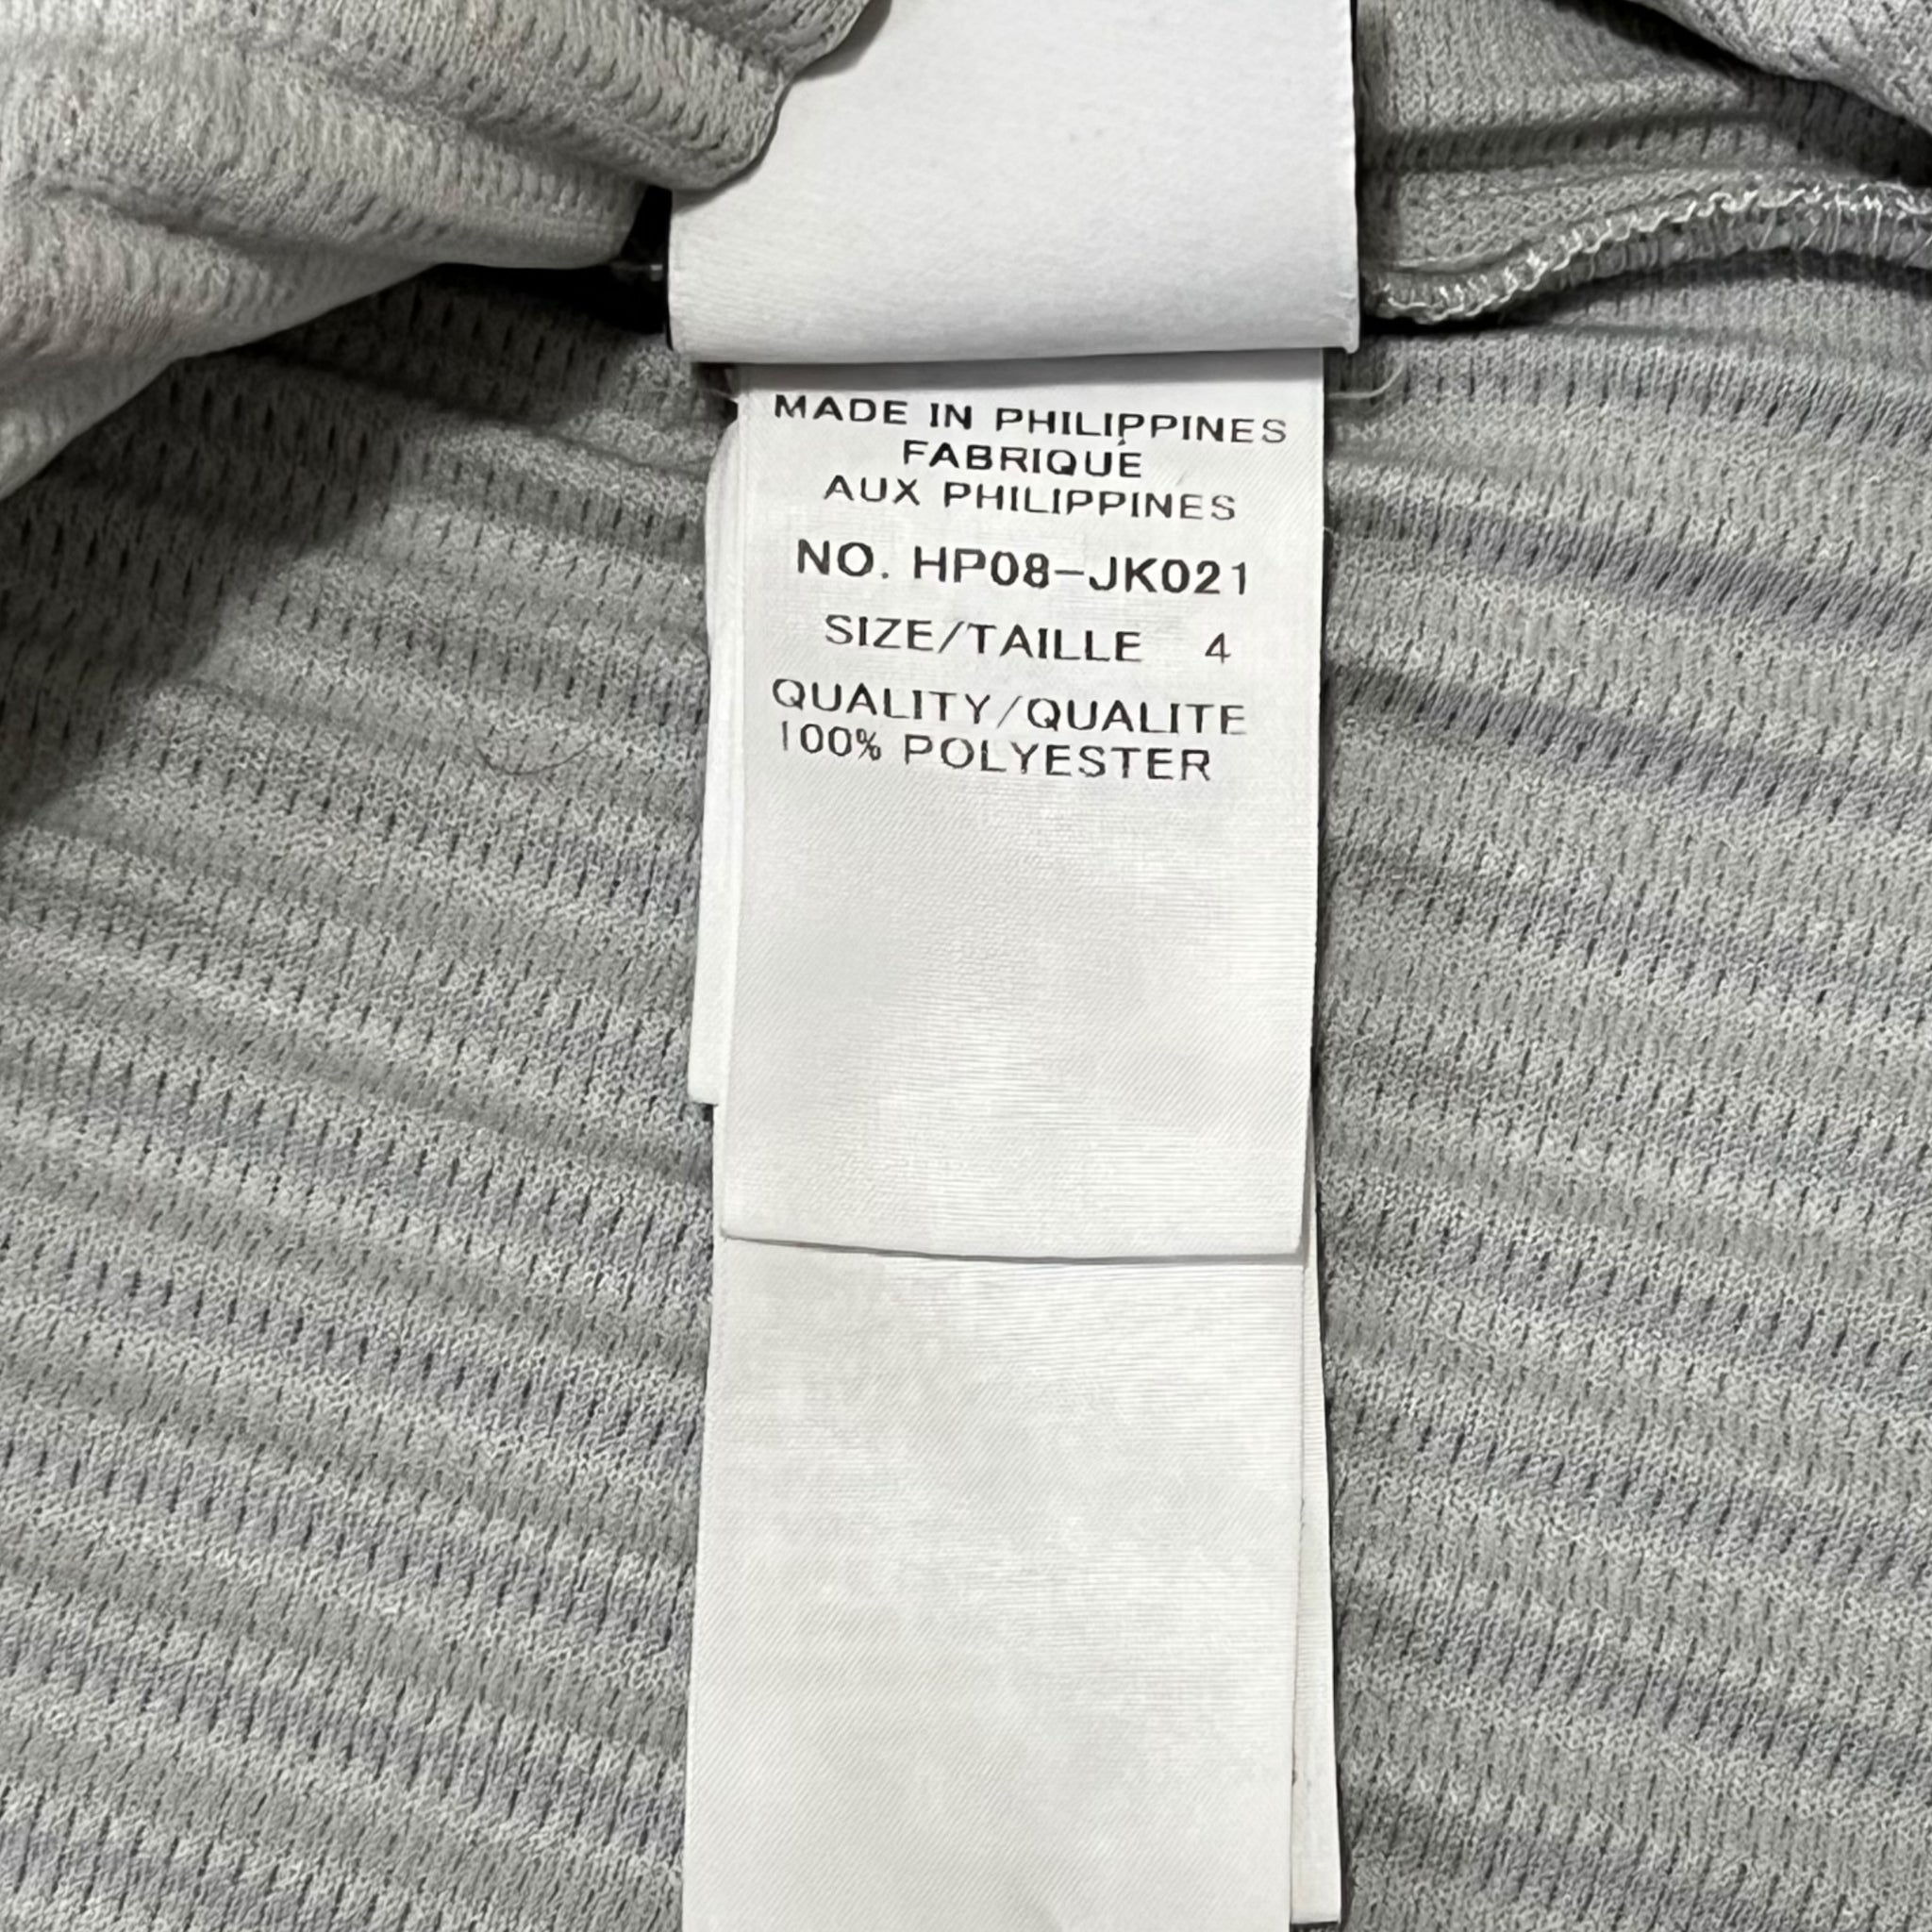 MADE IN PHILIPPINES
FABRIQUÉ
AUX PHILIPPINES
NO. HP08-JK021
SIZE/TAILLE 4
QUALITY/QUALITE
100% POLYESTER